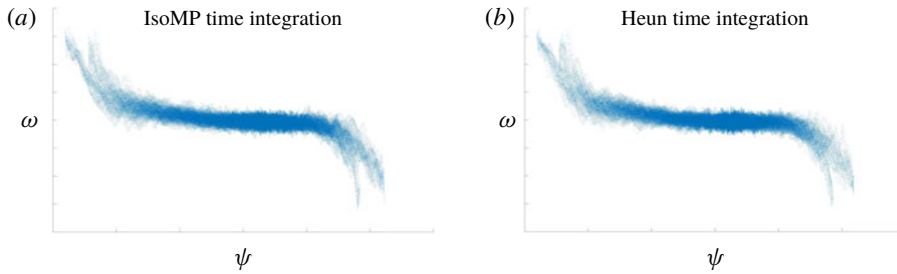 (a) IsoMP time integration
(b) Heun time integration
ω
ω
ψ
ψ